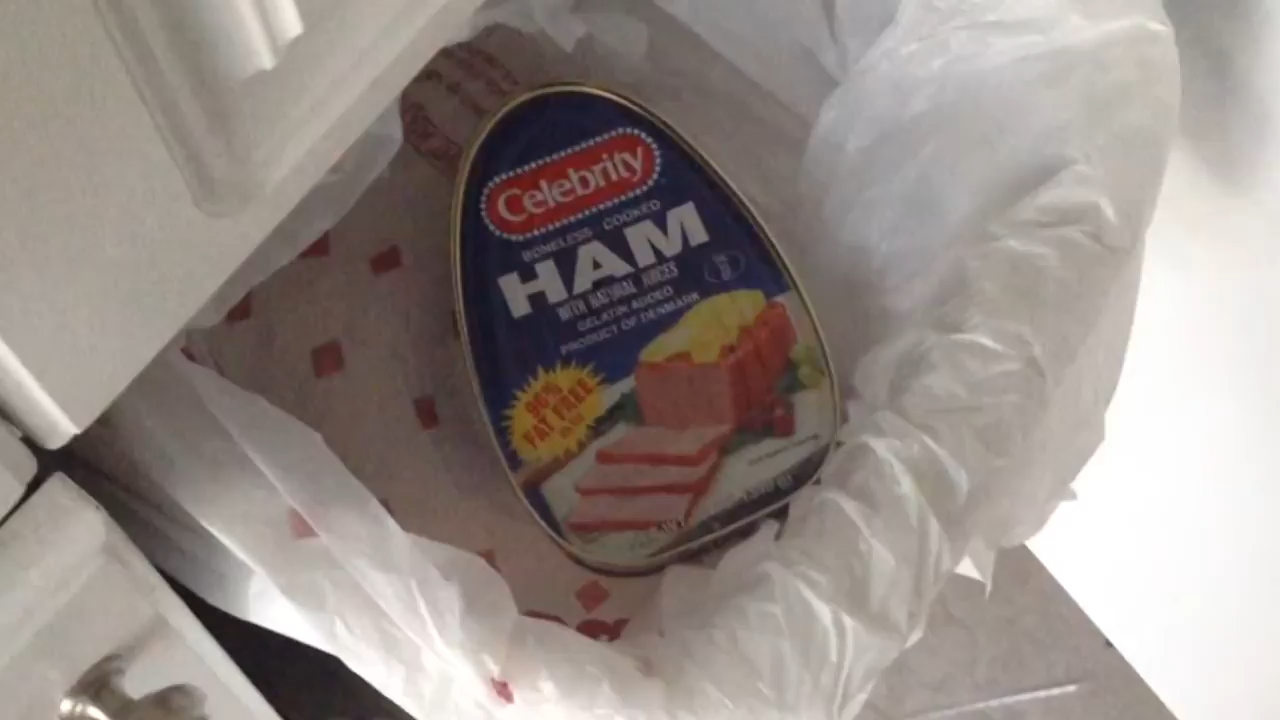 Celebrity
BONELESS COOKED
HAM
WITH NATURAL JUICES
GELATIN ADDED
PRODUCT OF DENMARK
FAT FREE